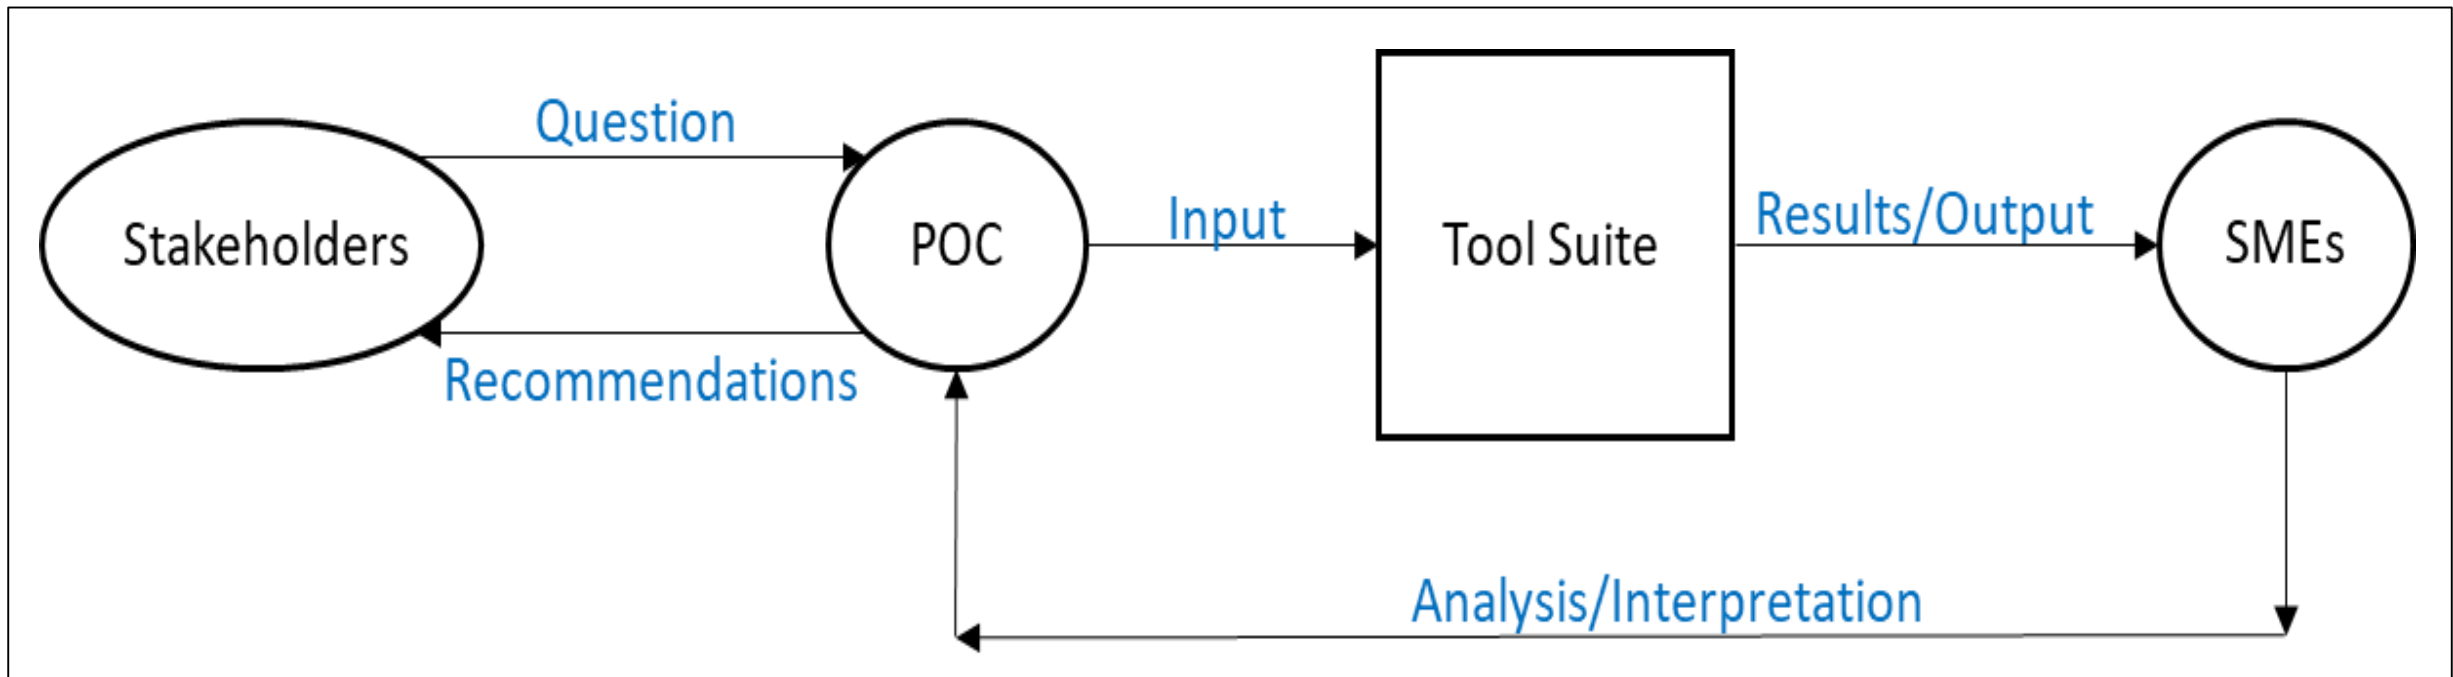 Question
Stakeholders
POC
Input
Tool Suite
Results/Output
SMEs
Recommendations
Analysis/Interpretation